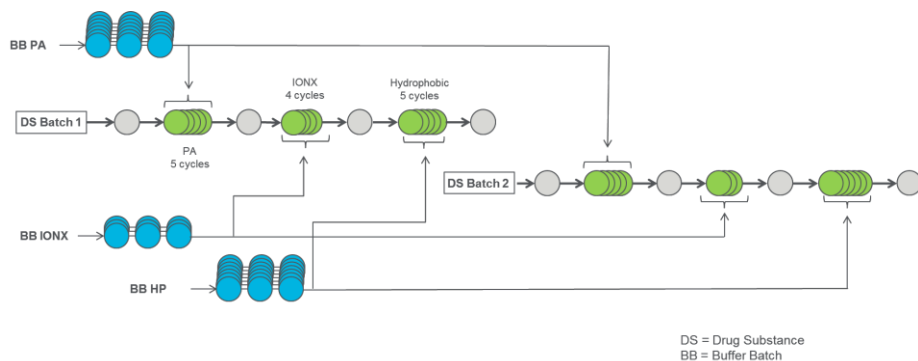 BB PA
IONX
4 cycles
Hydrophobic
5 cycles
DS Batch 1
PA
5 cycles
DS Batch 2
BB IONX
BB HP
DS = Drug Substance
BB = Buffer Batch